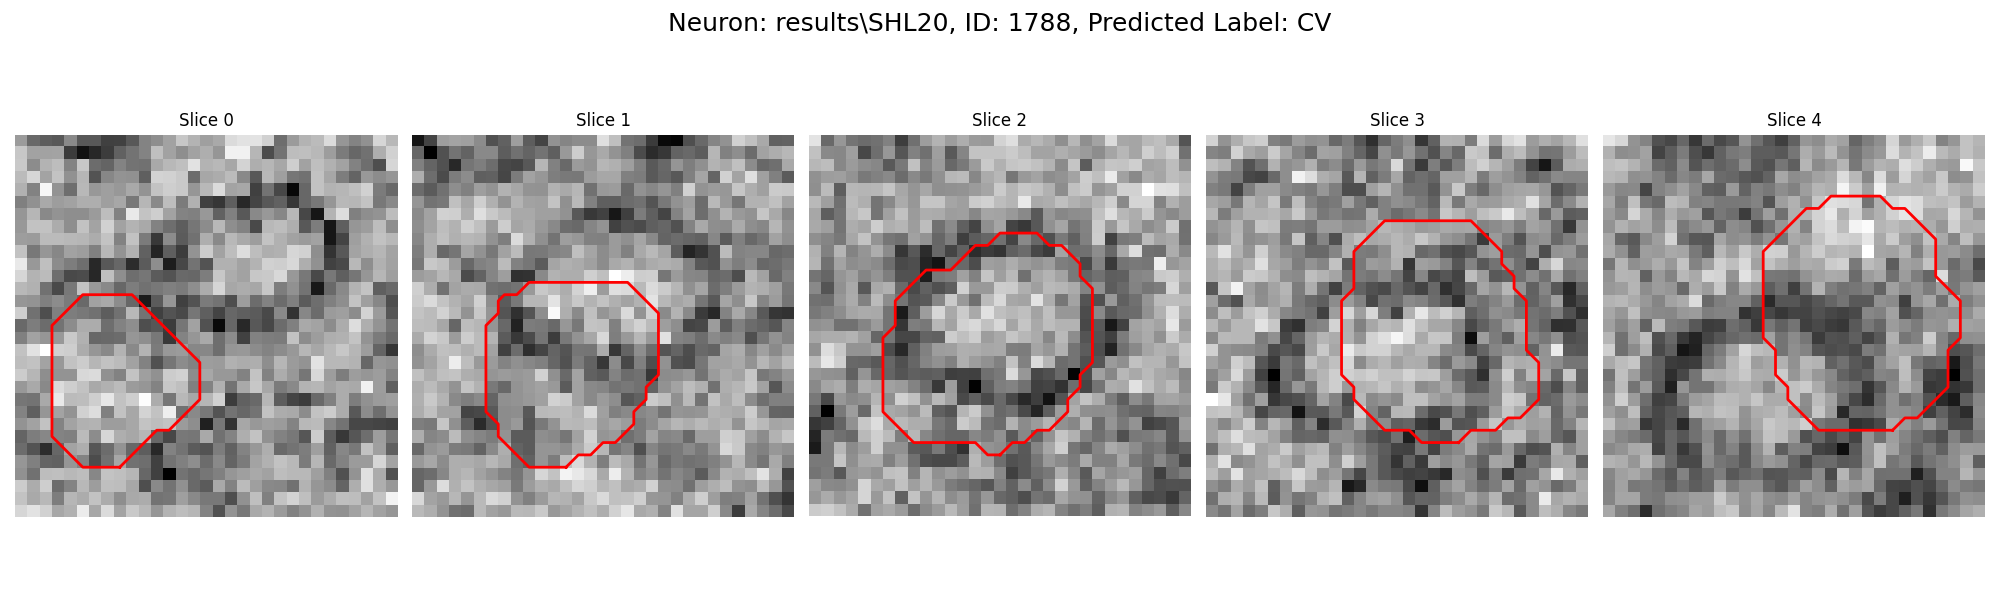 Neuron: results\SHL20, ID: 1788, Predicted Label: CV
Slice 0
Slice 1
Slice 2
Slice 3
Slice 4